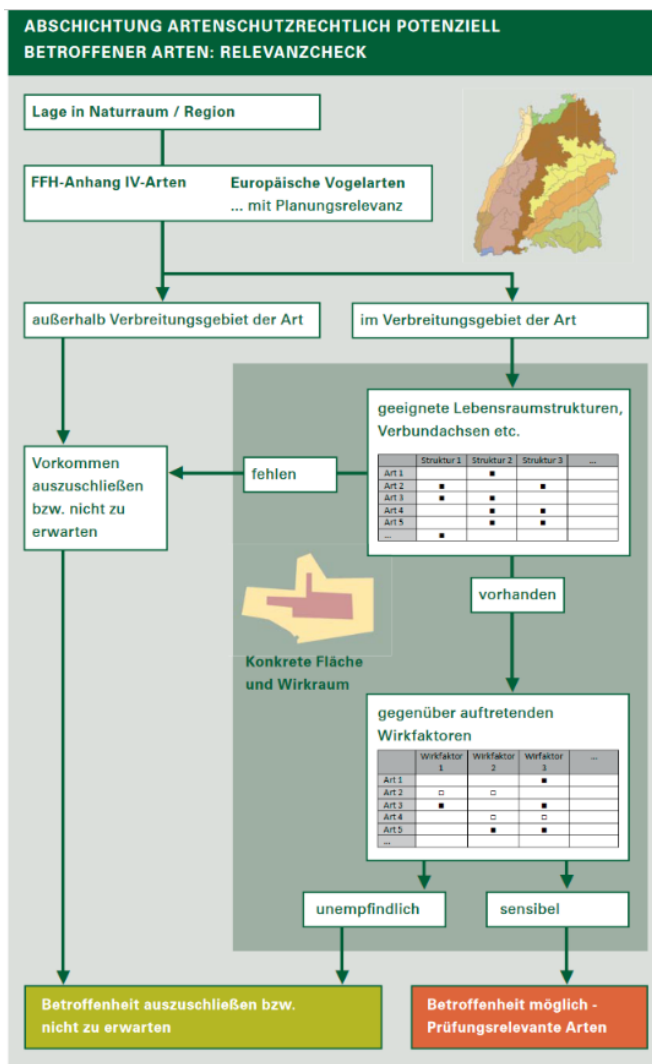 ABSCHICHTUNG ARTENSCHUTZRECHTLICH POTENZIELL
BETROFFENER ARTEN: RELEVANZCHECK
Lage in Naturraum / Region
FFH-Anhang IV-Arten Europäische Vogelarten
... mit Planungsrelevanz
außerhalb Verbreitungsgebiet der Art
im Verbreitungsgebiet der Art
geeignete Lebensraumstrukturen,
Verbundachsen etc.
Struktur 1 Struktur 2 Struktur 3 ...
Art 1 ■
Art 2 ■ ■
Art 3 ■ ■
Art 4 ■ ■
Art 5 ■ ■
... ■
fehlen
Vorkommen
auszuschließen
bzw. nicht zu
erwarten
vorhanden
Konkrete Fläche
und Wirkraum
gegenüber auftretenden
Wirkfaktoren
Wirkfaktor Wirkfaktor Wirfaktor ...
1 2 3
Art 1 ■
Art 2 □ □
Art 3 ■ ■
Art 4 □ □
Art 5 ■ ■
...
unempfindlich
sensibel
Betroffenheit auszuschließen bzw.
nicht zu erwarten
Betroffenheit möglich -
Prüfungsrelevante Arten